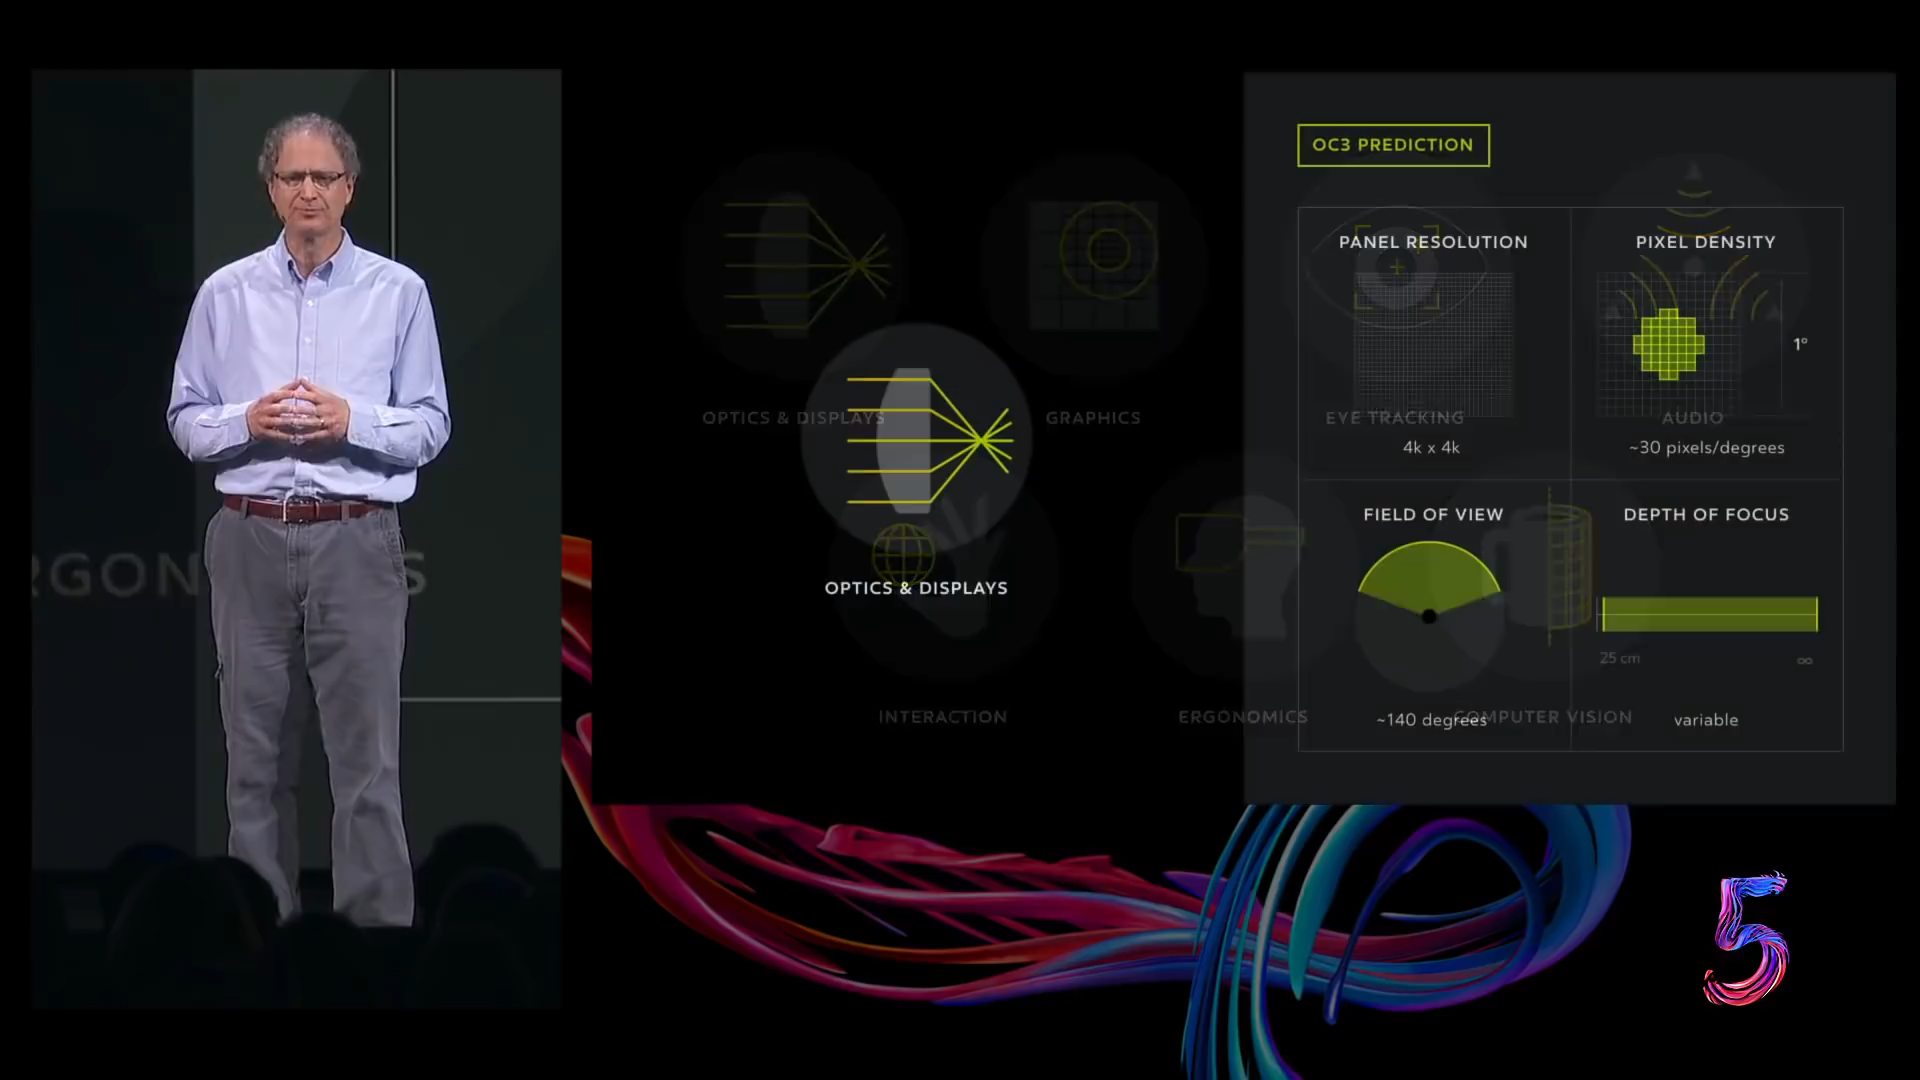 RGON
S
OPTICS & DISPLAYS
GRAPHICS
EYE TRACKING
AUDIO
OPTICS & DISPLAYS
INTERACTION
ERGONOMICS
COMPUTER VISION
OC3 PREDICTION
PANEL RESOLUTION
4k x 4k
PIXEL DENSITY
1°
~30 pixels/degrees
FIELD OF VIEW
~140 degrees
DEPTH OF FOCUS
25 cm
∞
variable
5